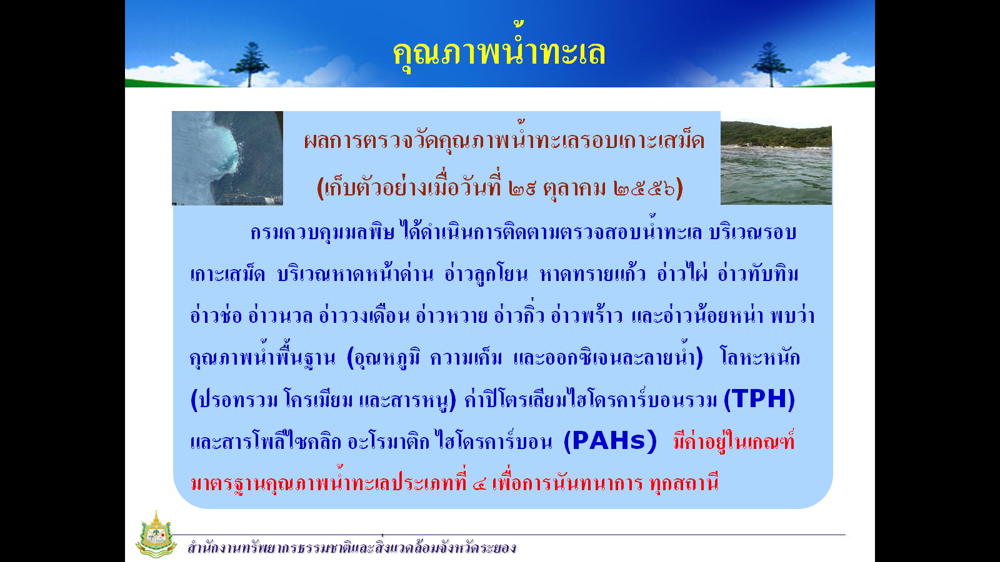 คุณภาพน้ำทะเล
ผลการตรวจวัดคุณภาพน้ำทะเลรอบเกาะเสม็ด
(เก็บตัวอย่างเมื่อวันที่ ๒๙ ตุลาคม ๒๕๕๖)
กรมควบคุมมลพิษ ได้ดำเนินการติดตามตรวจสอบน้ำทะเล บริเวณรอบ
เกาะเสม็ด บริเวณหาดหน้าด่าน อ่าวลูกโยน หาดทรายแก้ว อ่าวไผ่ อ่าวทับทิม
อ่าวช่อ อ่าวนวล อ่าววงเดือน อ่าวหวาย อ่าวกิ่ว อ่าวพร้าว และอ่าวน้อยหน่า พบว่า
คุณภาพน้ำพื้นฐาน (อุณหภูมิ ความเค็ม และออกซิเจนละลายน้ำ) โลหะหนัก
(ปรอทรวม โครเมียม และสารหนู) ค่าปิโตรเลียมไฮโดรคาร์บอนรวม (TPH)
และสารโพลีไซคลิก อะโรมาติก ไฮโดรคาร์บอน (PAHs) มีค่าอยู่ในเกณฑ์
มาตรฐานคุณภาพน้ำทะเลประเภทที่ ๔ เพื่อการนันทนาการ ทุกสถานี
สำนักงานทรัพยากรธรรมชาติและสิ่งแวดล้อมจังหวัดระยอง